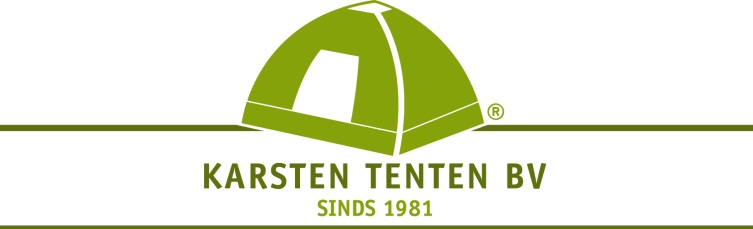 ®
KARSTEN TENTEN BV
SINDS 1981